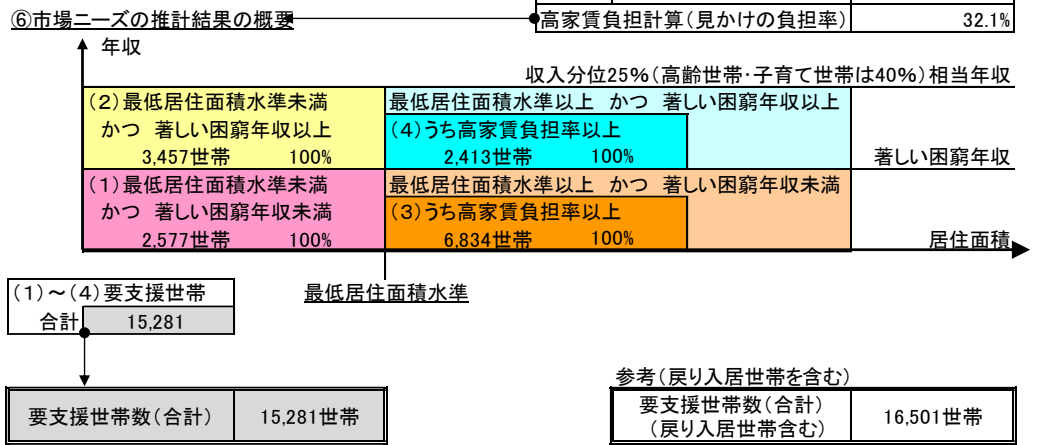 ⑥市場ニーズの推計結果の概要
高家賃負担計算(見かけの負担率) 32.1%
年収
収入分位25%(高齢世帯・子育て世帯は40%)相当年収
(2)最低居住面積水準未満
かつ 著しい困窮年収以上
3,457世帯 100%
最低居住面積水準以上 かつ 著しい困窮年収以上
(4)うち高家賃負担率以上
2,413世帯 100%
著しい困窮年収
(1)最低居住面積水準未満
かつ 著しい困窮年収未満
2,577世帯 100%
最低居住面積水準以上 かつ 著しい困窮年収未満
(3)うち高家賃負担率以上
6,834世帯 100%
居住面積
最低居住面積水準
(1)~(4)要支援世帯
合計 15,281
要支援世帯数(合計) 15,281世帯
参考(戻り入居世帯を含む)
要支援世帯数(合計)
(戻り入居世帯含む)
16,501世帯